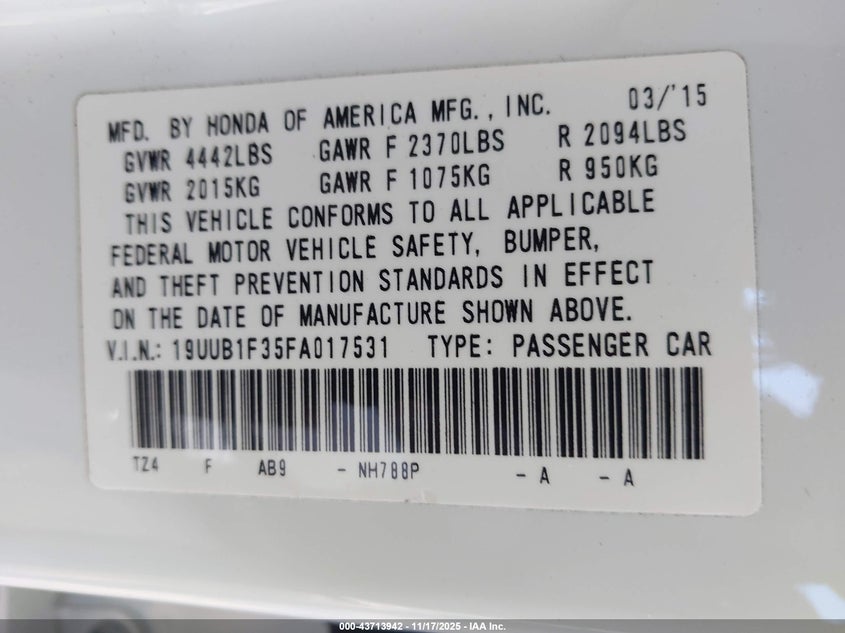 MFD. BY HONDA OF AMERICA MFG., INC. 03/'15
GVWR 4442LBS GAWR F 2370LBS R 2094LBS
GVWR 2015KG GAWR F 1075KG R 950KG
THIS VEHICLE CONFORMS TO ALL APPLICABLE
FEDERAL MOTOR VEHICLE SAFETY, BUMPER,
AND THEFT PREVENTION STANDARDS IN EFFECT
ON THE DATE OF MANUFACTURE SHOWN ABOVE.
V.I.N.: 19UUB1F35FA017531 TYPE: PASSENGER CAR
TZ4 F AB9 - NH788P - A - A
000-43713942 - 11/17/2025 - IAA Inc.